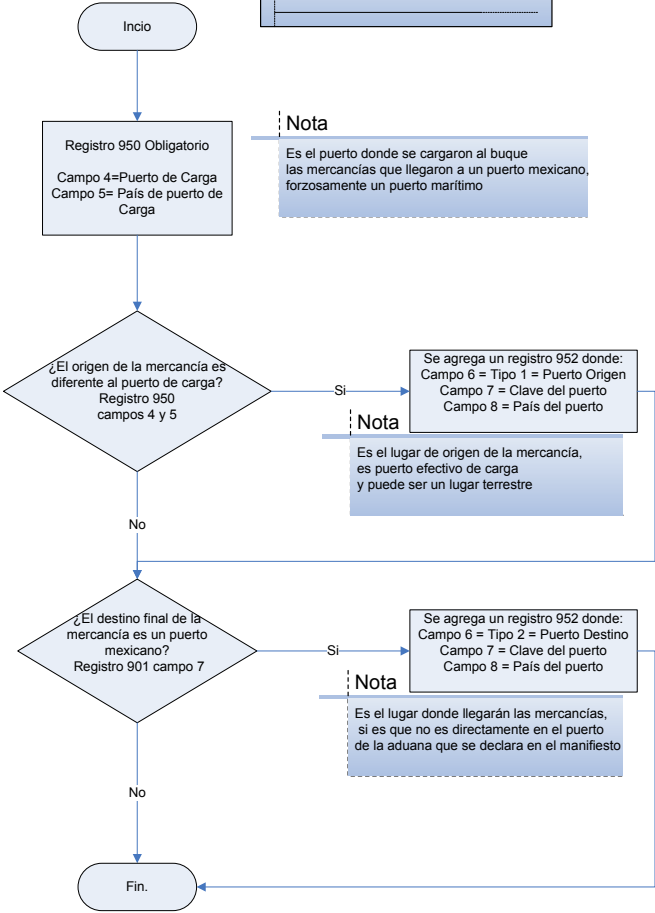 Incio
Registro 950 Obligatorio
Campo 4=Puerto de Carga
Campo 5= País de puerto de
Carga
Nota
Es el puerto donde se cargaron al buque
las mercancías que llegaron a un puerto mexicano,
forzosamente un puerto marítimo
¿El origen de la mercancía es
diferente al puerto de carga?
Registro 950
campos 4 y 5
Si
Se agrega un registro 952 donde:
Campo 6 = Tipo 1 = Puerto Origen
Campo 7 = Clave del puerto
Campo 8 = País del puerto
Nota
Es el lugar de origen de la mercancía,
es puerto efectivo de carga
y puede ser un lugar terrestre
No
¿El destino final de la
mercancía es un puerto
mexicano?
Registro 901 campo 7
Si
Se agrega un registro 952 donde:
Campo 6 = Tipo 2 = Puerto Destino
Campo 7 = Clave del puerto
Campo 8 = País del puerto
Nota
Es el lugar donde llegarán las mercancías,
si es que no es directamente en el puerto
de la aduana que se declara en el manifiesto
No
Fin.